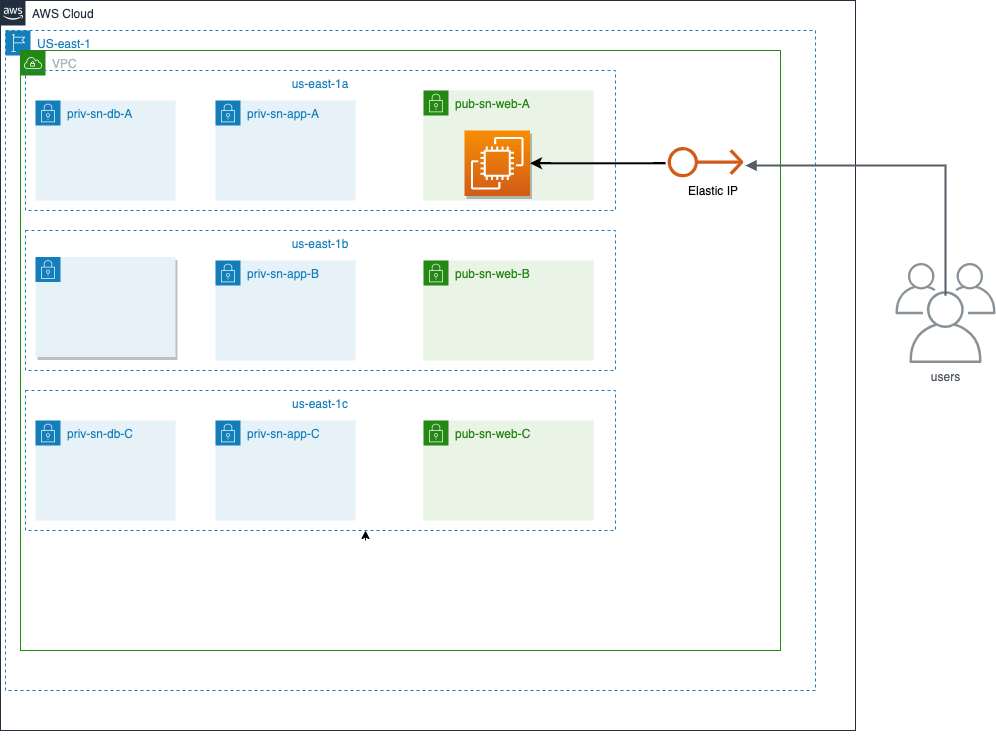 aws
AWS Cloud
US-east-1
VPC
us-east-1a
priv-sn-db-A
priv-sn-app-A
pub-sn-web-A
Elastic IP
us-east-1b
priv-sn-app-B
pub-sn-web-B
users
us-east-1c
priv-sn-db-C
priv-sn-app-C
pub-sn-web-C